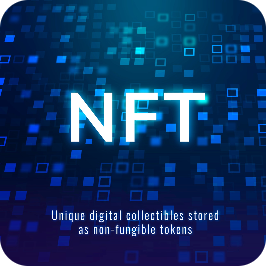 NFT
Unique digital collectibles stored
as non-fungible tokens